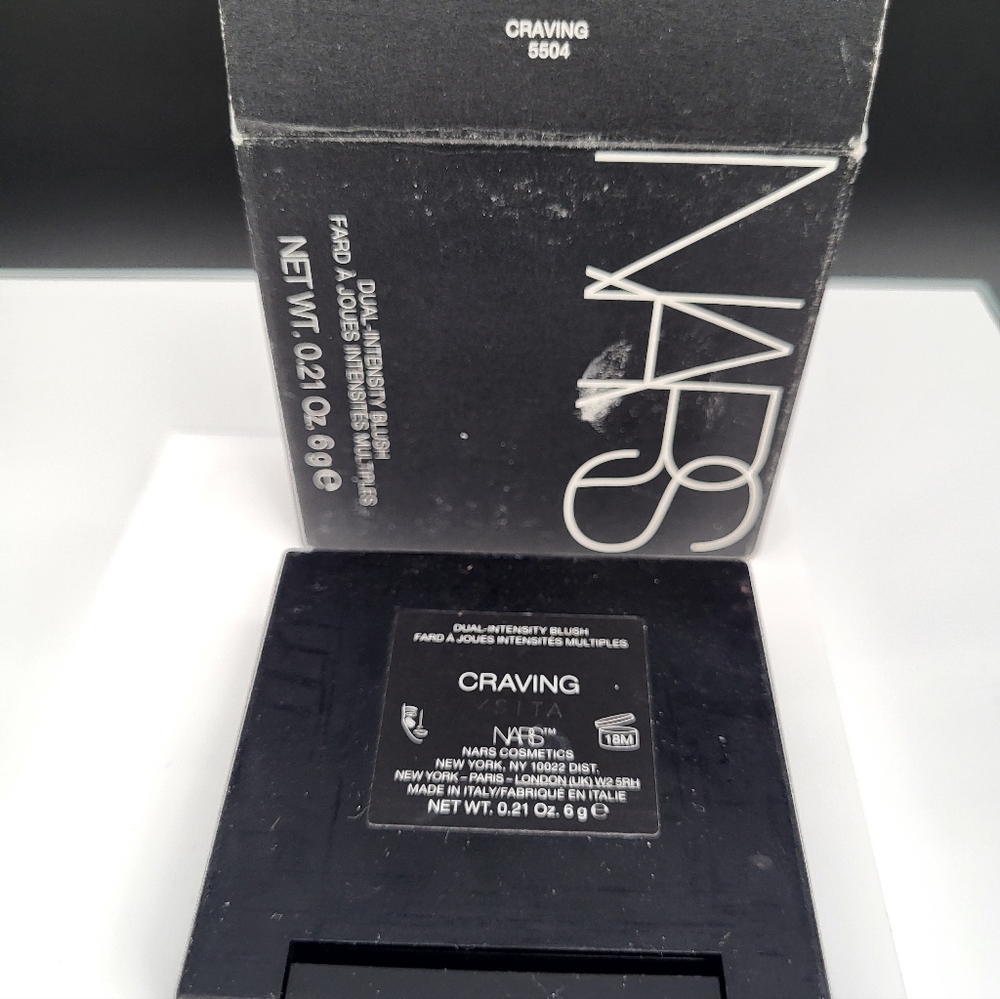 CRAVING
5504
NARS
DUAL-INTENSITY BLUSH
FARD À JOUES INTENSITÉS MULTIPLES
NET WT. 0.21 Oz. 6 g e
DUAL-INTENSITY BLUSH
FARD À JOUES INTENSITÉS MULTIPLES
CRAVING
NARS™
18M
NARS COSMETICS
NEW YORK, NY 10022 DIST.
NEW YORK – PARIS – LONDON (UK) W2 5RH
MADE IN ITALY/FABRIQUÉ EN ITALIE
NET WT. 0.21 Oz. 6 g e